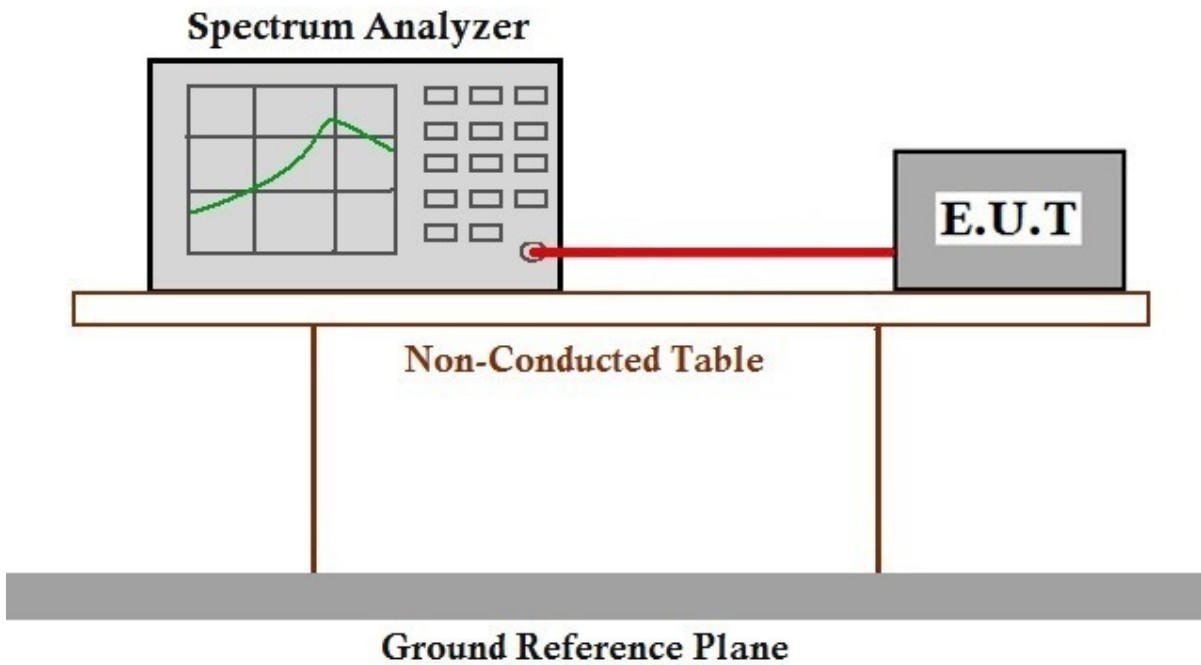 Spectrum Analyzer
E.U.T
Non-Conducted Table
Ground Reference Plane